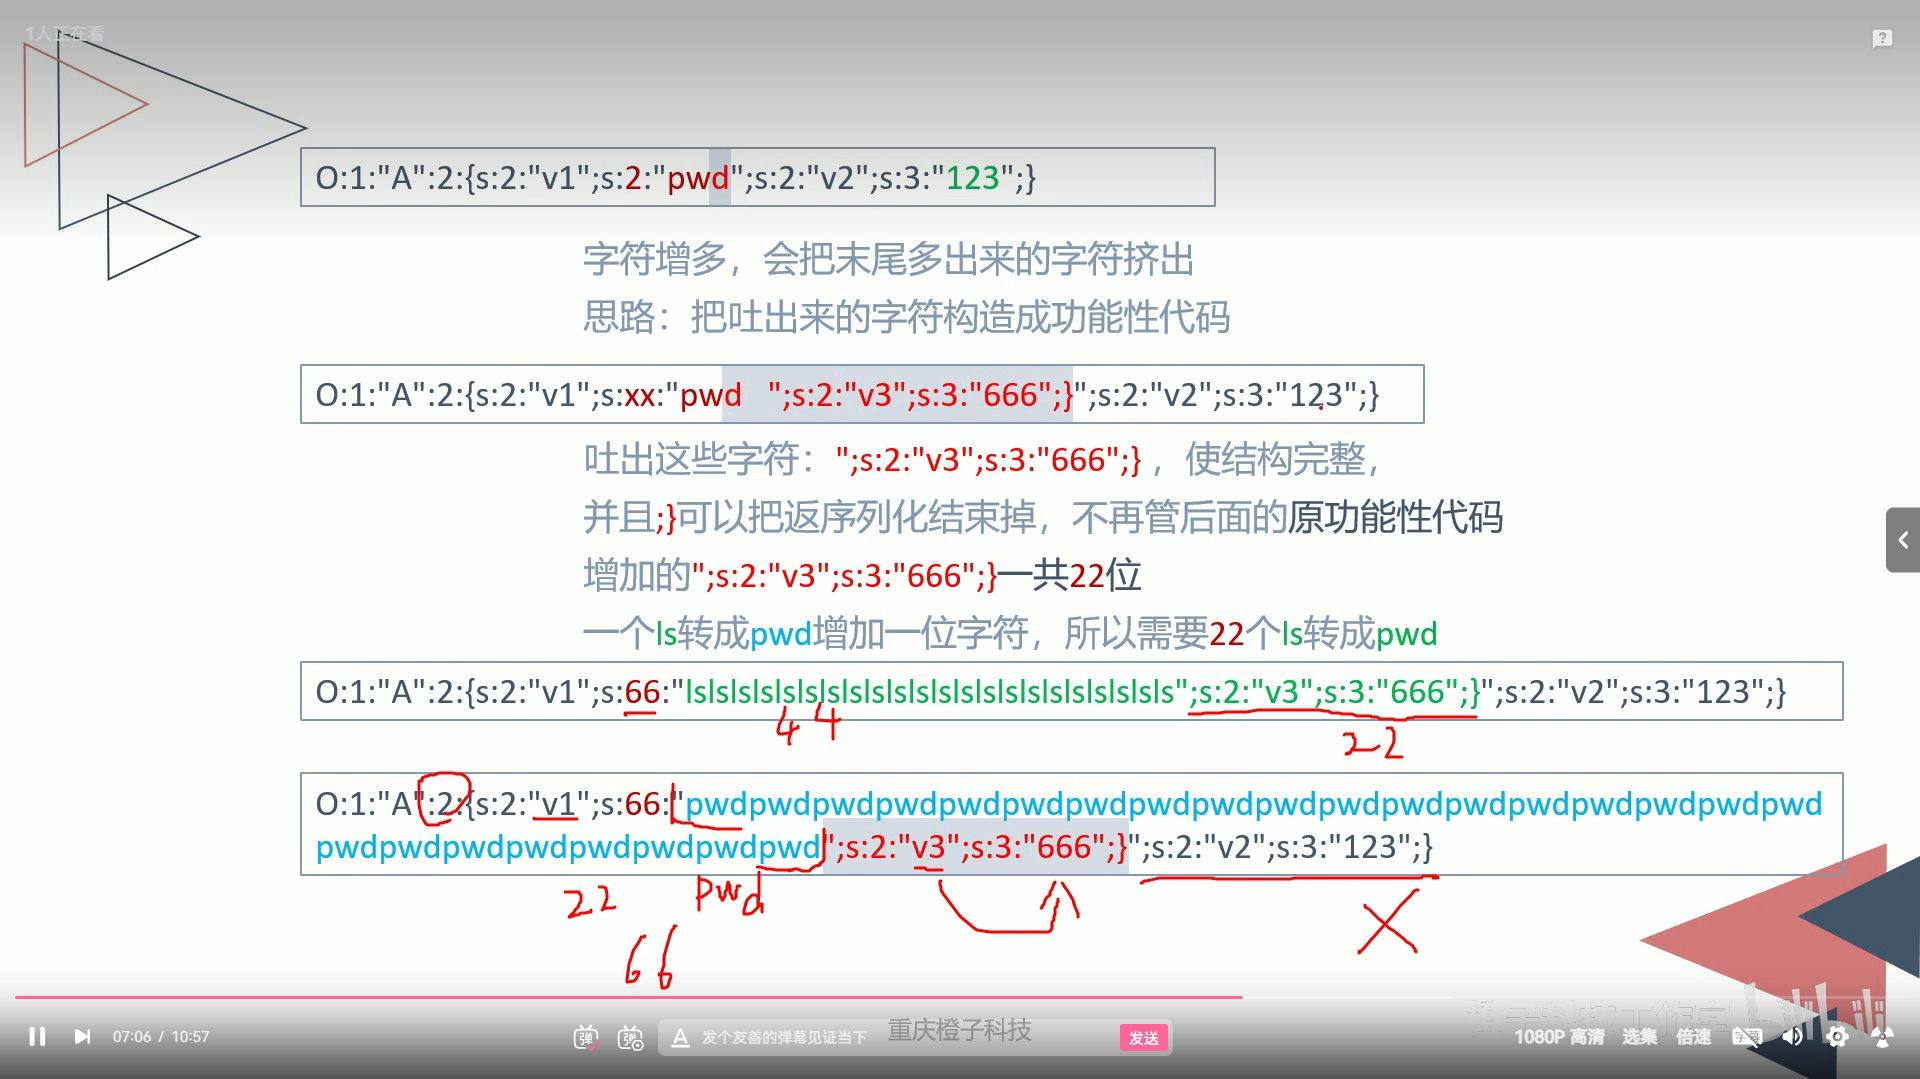 1人正在看
O:1:"A":2:{s:2:"v1";s:2:"pwd";s:2:"v2";s:3:"123";}
字符增多，会把末尾多出来的字符挤出
思路：把吐出来的字符构造成功能性代码
O:1:"A":2:{s:2:"v1";s:xx:"pwd ";s:2:"v3";s:3:"666";}";s:2:"v2";s:3:"123";}
吐出这些字符：";s:2:"v3";s:3:"666";} ，使结构完整，
并且;}可以把返序列化结束掉，不再管后面的原功能性代码
增加的";s:2:"v3";s:3:"666";}一共22位
一个ls转成pwd增加一位字符，所以需要22个ls转成pwd
O:1:"A":2:{s:2:"v1";s:66:"lslslslslslslslslslslslslslslslslslslslslsls";s:2:"v3";s:3:"666";}";s:2:"v2";s:3:"123";}
44
22
O:1:"A":2:{s:2:"v1";s:66:"pwdpwdpwdpwdpwdpwdpwdpwdpwdpwdpwdpwdpwdpwdpwdpwdpwdpwd
pwdpwdpwdpwdpwdpwdpwdpwd";s:2:"v3";s:3:"666";}";s:2:"v2";s:3:"123";}
22 pwd
66
07:06 / 10:57
弹
弹
A 发个友善的弹幕见证当下
重庆橙子科技
发送
1080P 高清
选集
倍速